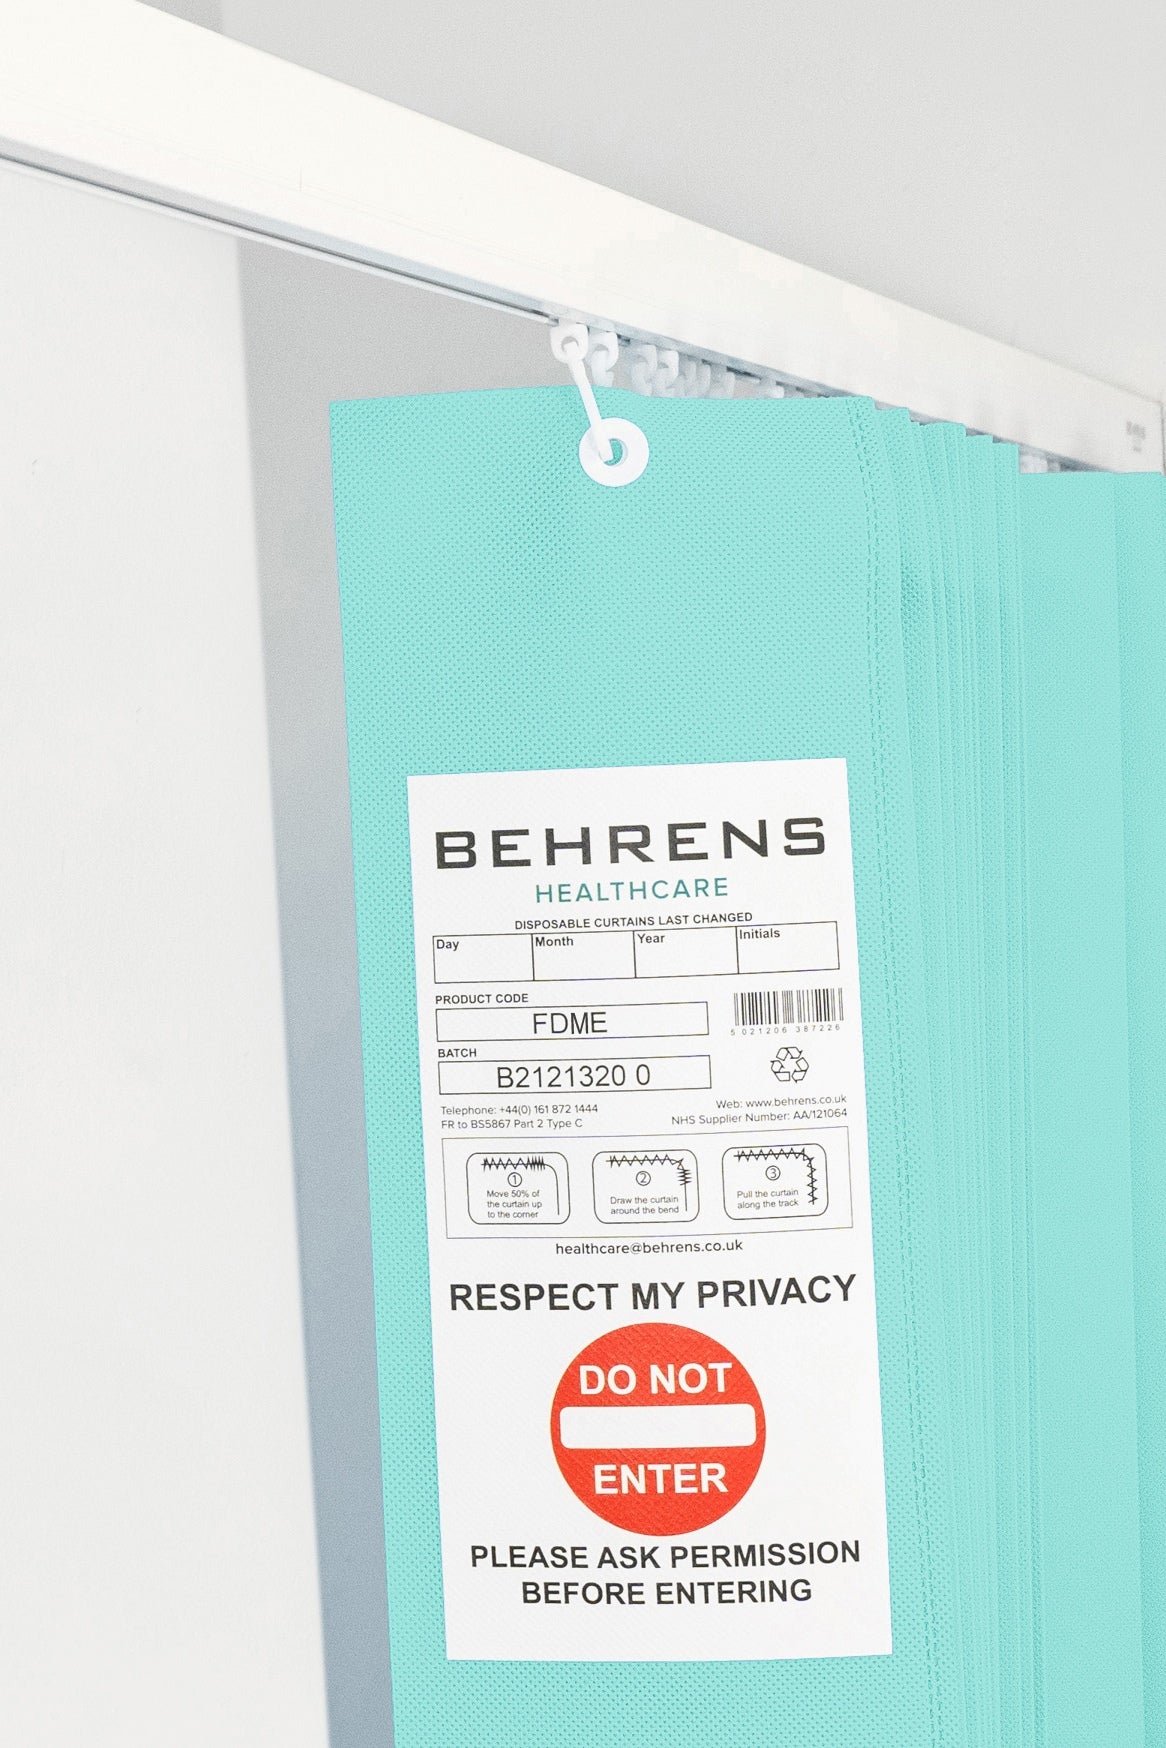 BEHRENS
HEALTHCARE
DISPOSABLE CURTAINS LAST CHANGED
Day Month Year Initials
PRODUCT CODE
FDME
5 021206 387226
BATCH
B2121320 0
Telephone: +44(0) 161 872 1444
FR to BS5867 Part 2 Type C
Web: www.behrens.co.uk
NHS Supplier Number: AA/121064
1
Move 50% of
the curtain up
to the corner
2
Draw the curtain
around the bend
3
Pull the curtain
along the track
healthcare@behrens.co.uk
RESPECT MY PRIVACY
DO NOT
ENTER
PLEASE ASK PERMISSION
BEFORE ENTERING